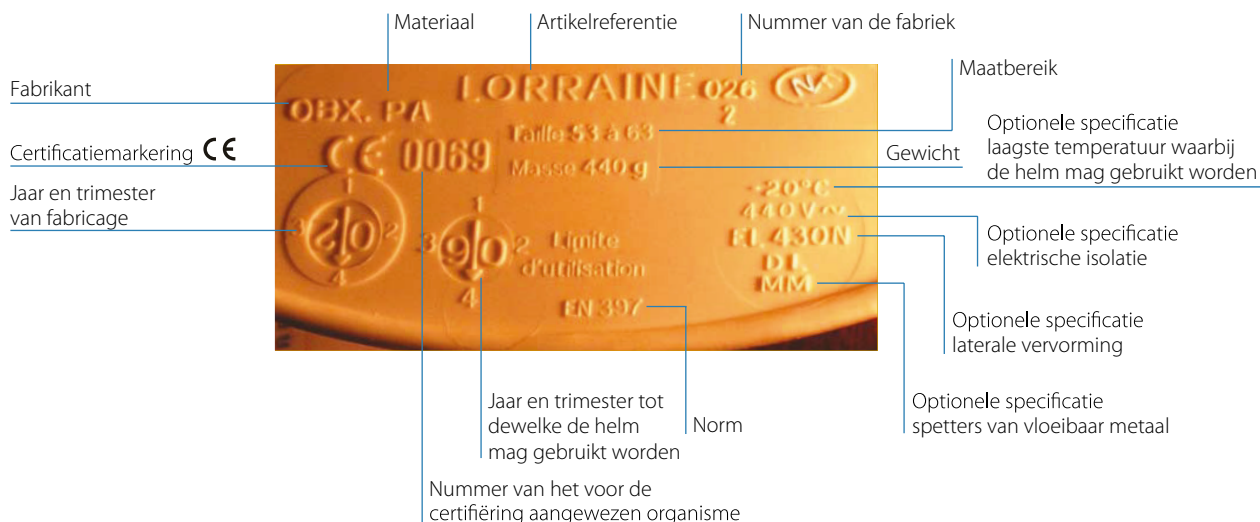 Materiaal
Artikelreferentie
Nummer van de fabriek
Maatbereik
Fabrikant
Certificatiemarkering CE
Jaar en trimester
van fabricage
OBX. PA
LORRAINE 026
2
NF
CE 0069
Taille 53 à 63
Masse 440 g
1
3 2
4
1
3 2
4
Limite
d'utilisation
EN 397
-20°C
440V~
EI. 430N
D I.
MM
Gewicht
Optionele specificatie
laagste temperatuur waarbij
de helm mag gebruikt worden
Optionele specificatie
elektrische isolatie
Optionele specificatie
laterale vervorming
Optionele specificatie
spetters van vloeibaar metaal
Jaar en trimester tot
dewelke de helm
mag gebruikt worden
Norm
Nummer van het voor de
certifiëring aangewezen organisme